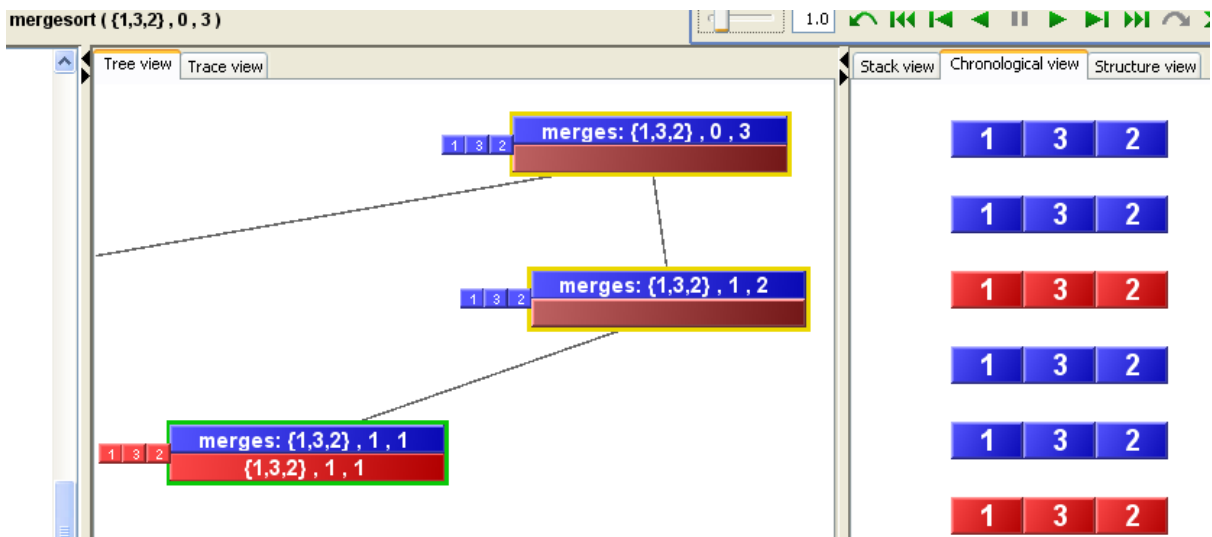 mergesort ( {1,3,2} , 0 , 3 )
1.0
Tree view Trace view
Stack view Chronological view Structure view
merges: {1,3,2} , 0 , 3
1 3 2
merges: {1,3,2} , 1 , 2
1 3 2
merges: {1,3,2} , 1 , 1
1 3 2
{1,3,2} , 1 , 1
1 3 2
1 3 2
1 3 2
1 3 2
1 3 2
1 3 2